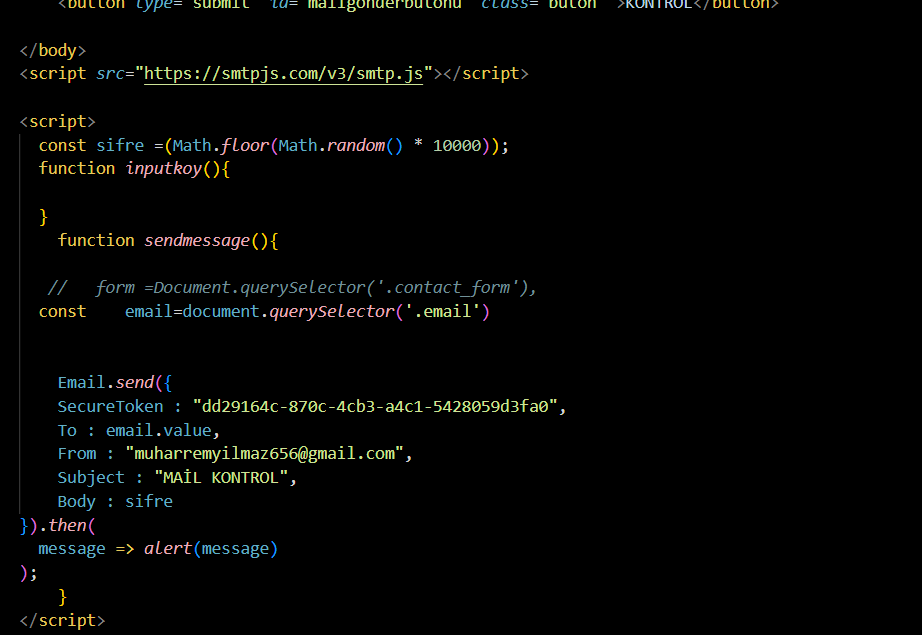 <button type="submit" id="mailgonderbutonu" class="buton" >KONTROL</button>
</body>
<script src="https://smtpjs.com/v3/smtp.js"></script>
<script>
const sifre =(Math.floor(Math.random() * 10000));
function inputkoy(){
}
function sendmessage(){
//   form =Document.querySelector('.contact_form'),
const    email=document.querySelector('.email')
Email.send({
SecureToken : "dd29164c-870c-4cb3-a4c1-5428059d3fa0",
To : email.value,
From : "muharremyilmaz656@gmail.com",
Subject : "MAİL KONTROL",
Body : sifre
}).then(
message => alert(message)
);
}
</script>